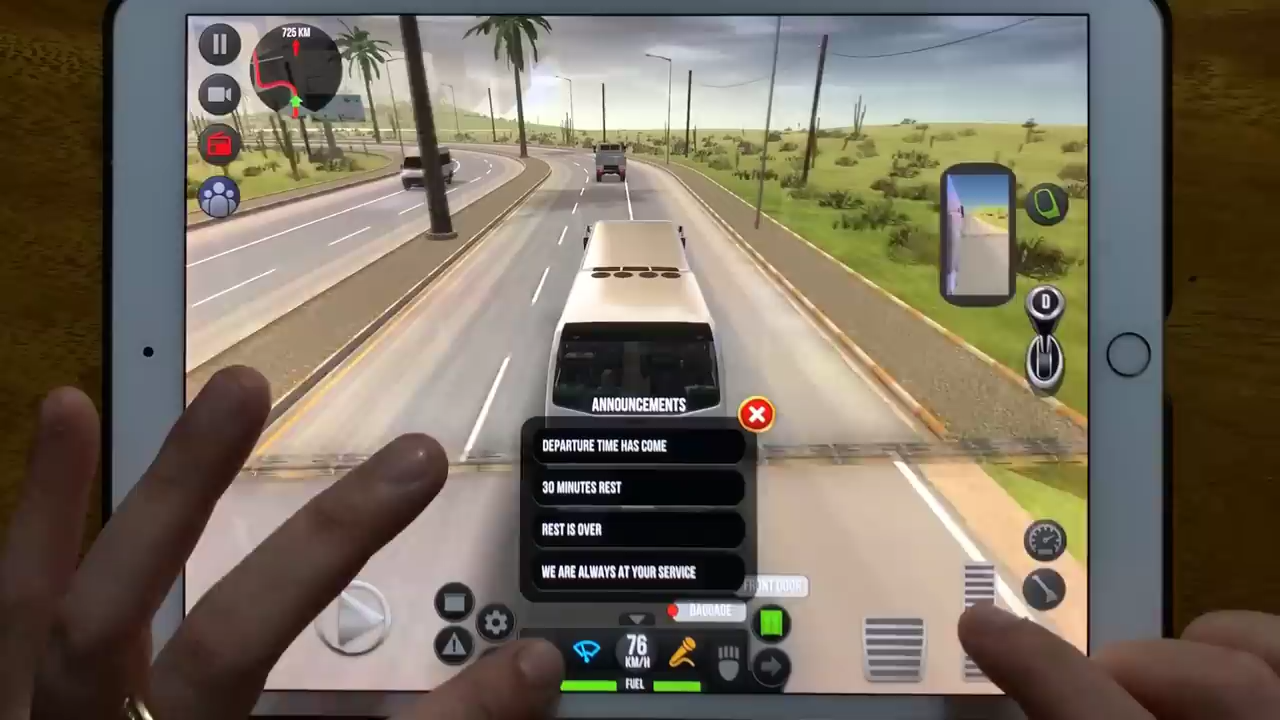 725 KM
D
ANNOUNCEMENTS
DEPARTURE TIME HAS COME
30 MINUTES REST
REST IS OVER
WE ARE ALWAYS AT YOUR SERVICE
FRONT DOOR
BAGGAGE
76
KM/H
FUEL